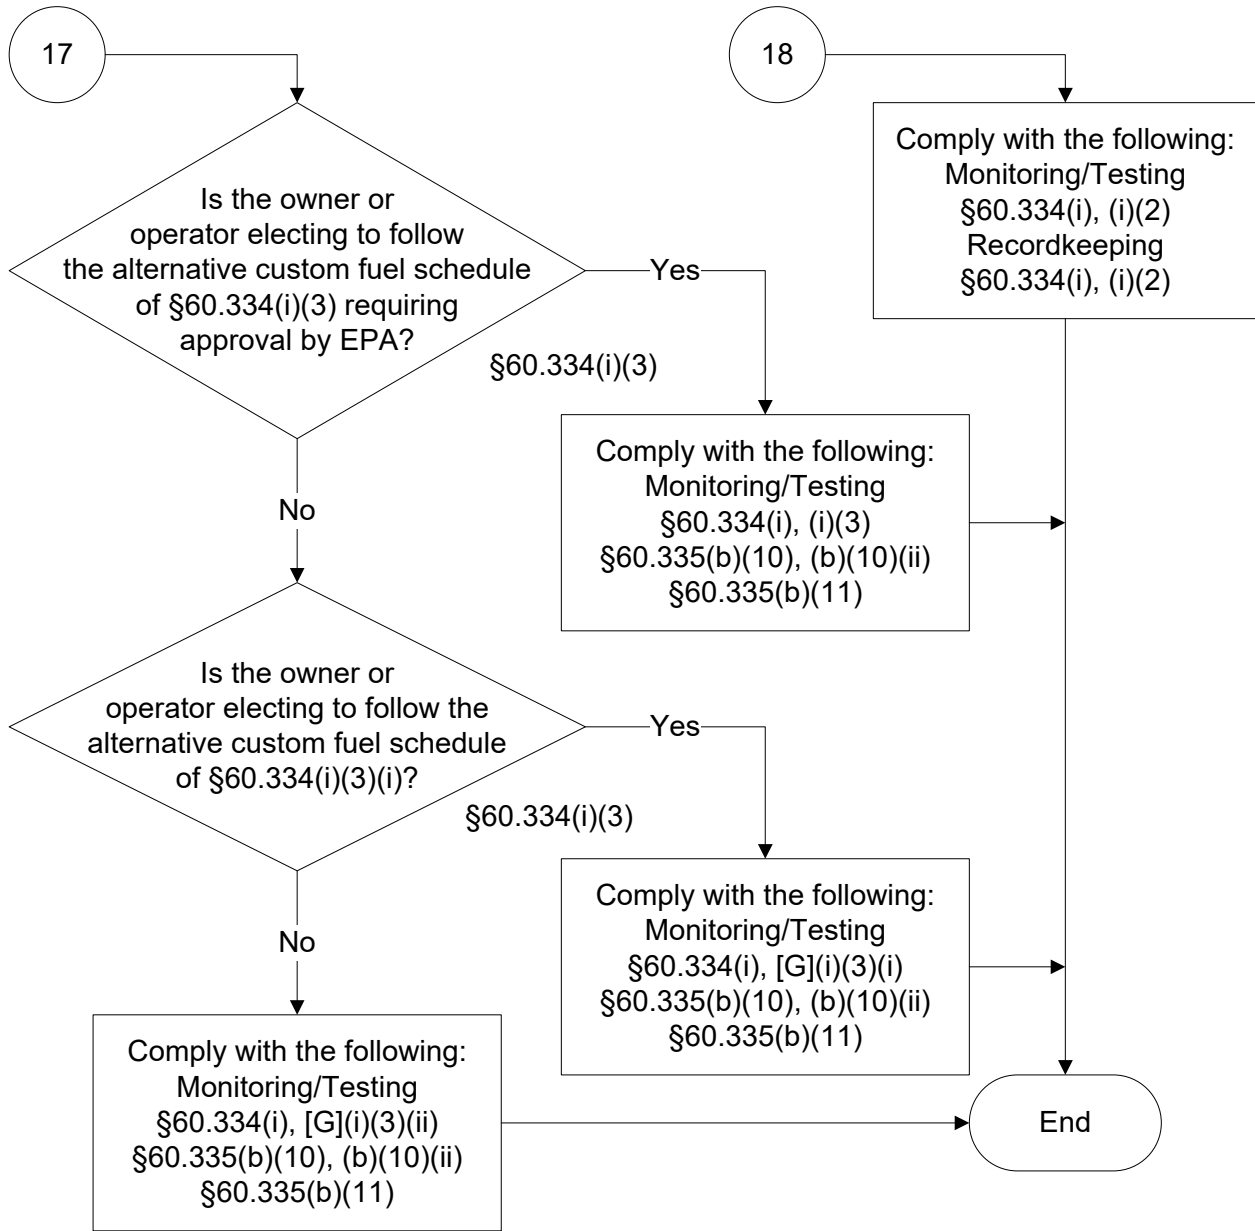 17
Is the owner or
operator electing to follow
the alternative custom fuel schedule
of §60.334(i)(3) requiring
approval by EPA?
Yes
§60.334(i)(3)
Comply with the following:
Monitoring/Testing
§60.334(i), (i)(3)
§60.335(b)(10), (b)(10)(ii)
§60.335(b)(11)
No
Is the owner or
operator electing to follow the
alternative custom fuel schedule
of §60.334(i)(3)(i)?
Yes
§60.334(i)(3)
Comply with the following:
Monitoring/Testing
§60.334(i), [G](i)(3)(i)
§60.335(b)(10), (b)(10)(ii)
§60.335(b)(11)
No
Comply with the following:
Monitoring/Testing
§60.334(i), [G](i)(3)(ii)
§60.335(b)(10), (b)(10)(ii)
§60.335(b)(11)
18
Comply with the following:
Monitoring/Testing
§60.334(i), (i)(2)
Recordkeeping
§60.334(i), (i)(2)
End